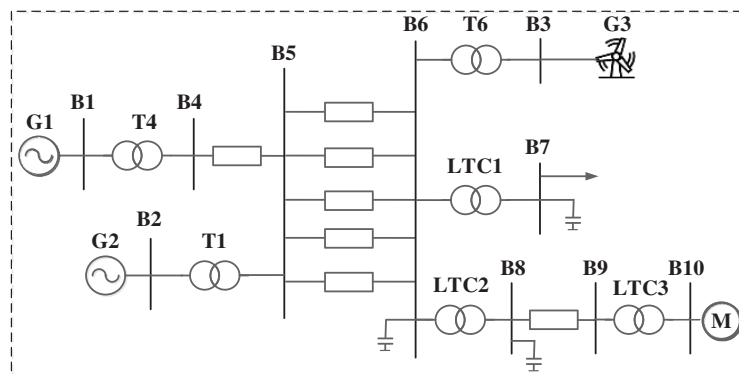 B6 T6 B3 G3
B5
B1 B4
G1 T4
LTC1 B7
B2
G2 T1
LTC2 B8 B9 B10
LTC3
M